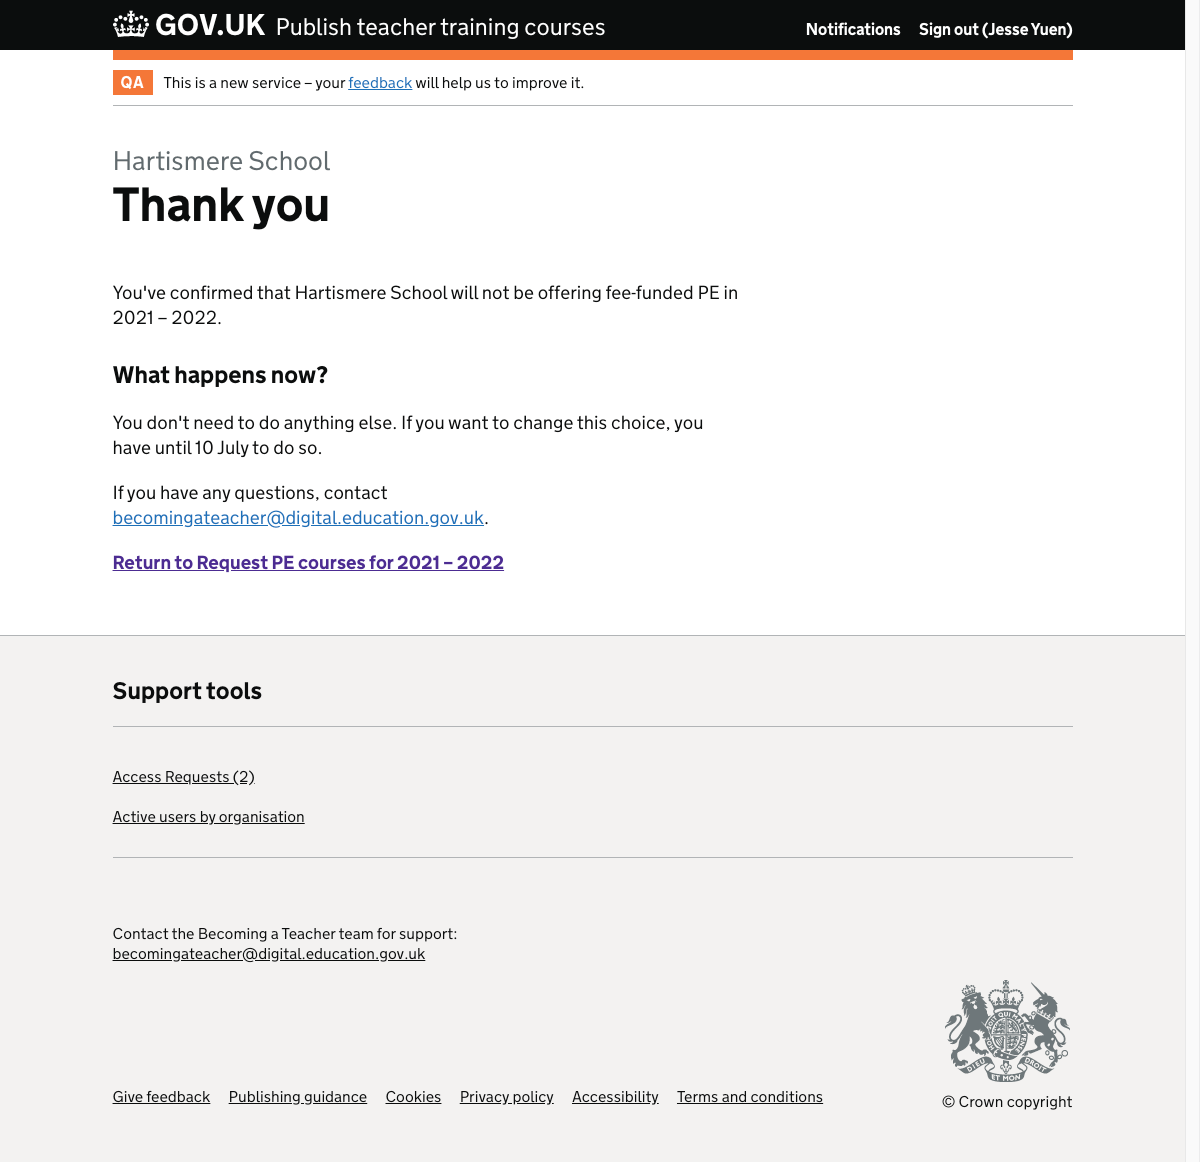 GOV.UK Publish teacher training courses Notifications Sign out (Jesse Yuen)
QA This is a new service – your feedback will help us to improve it.
Hartismere School
Thank you
You've confirmed that Hartismere School will not be offering fee-funded PE in
2021 – 2022.
What happens now?
You don't need to do anything else. If you want to change this choice, you
have until 10 July to do so.
If you have any questions, contact
becomingateacher@digital.education.gov.uk.
Return to Request PE courses for 2021 – 2022
Support tools
Access Requests (2)
Active users by organisation
Contact the Becoming a Teacher team for support:
becomingateacher@digital.education.gov.uk
DIEU ET MON DROIT
Give feedback Publishing guidance Cookies Privacy policy Accessibility Terms and conditions
© Crown copyright